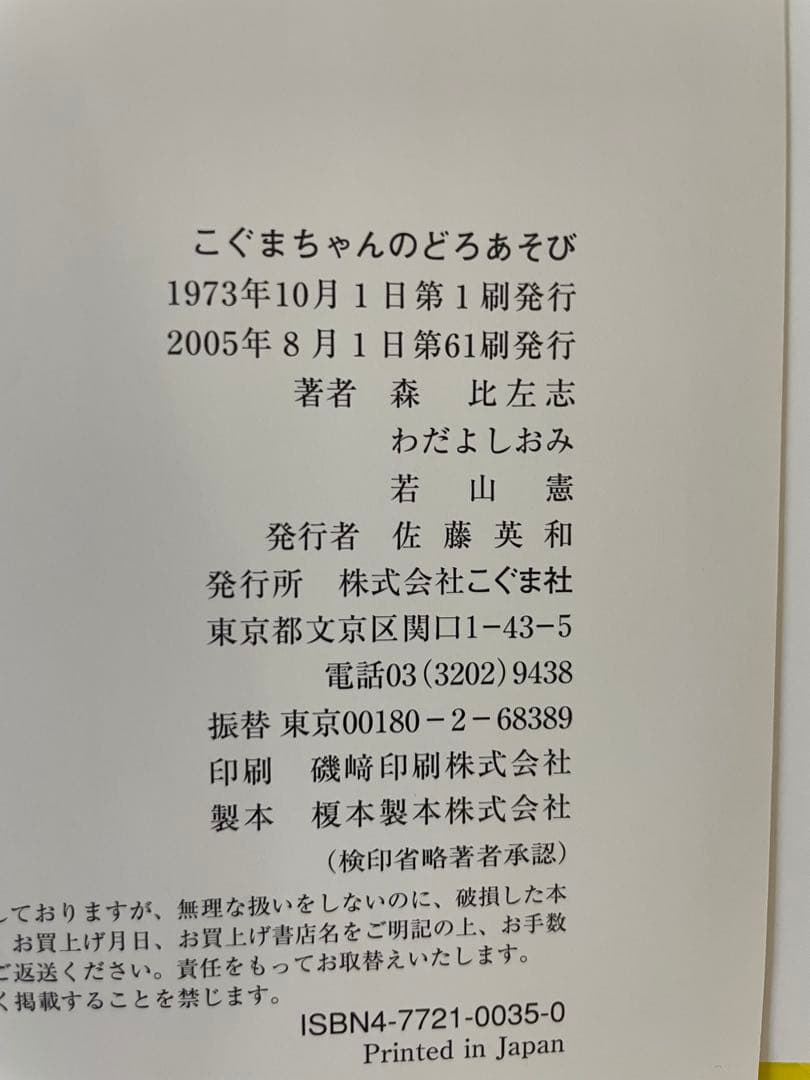 こぐまちゃんのどろあそび
1973年10月1日第1刷発行
2005年8月1日第61刷発行
著者 森 比左志
わだよしおみ
若山憲
発行者 佐藤英和
発行所 株式会社こぐま社
東京都文京区関口1-43-5
電話03(3202)9438
振替 東京00180-2-68389
印刷 磯﨑印刷株式会社
製本 榎本製本株式会社
(検印省略著者承認)
しておりますが、無理な扱いをしないのに、破損した本
お買上げ月日、お買上げ書店名をご明記の上、お手数
ご返送ください。責任をもってお取替えいたします。
く掲載することを禁じます。
ISBN4-7721-0035-0
Printed in Japan